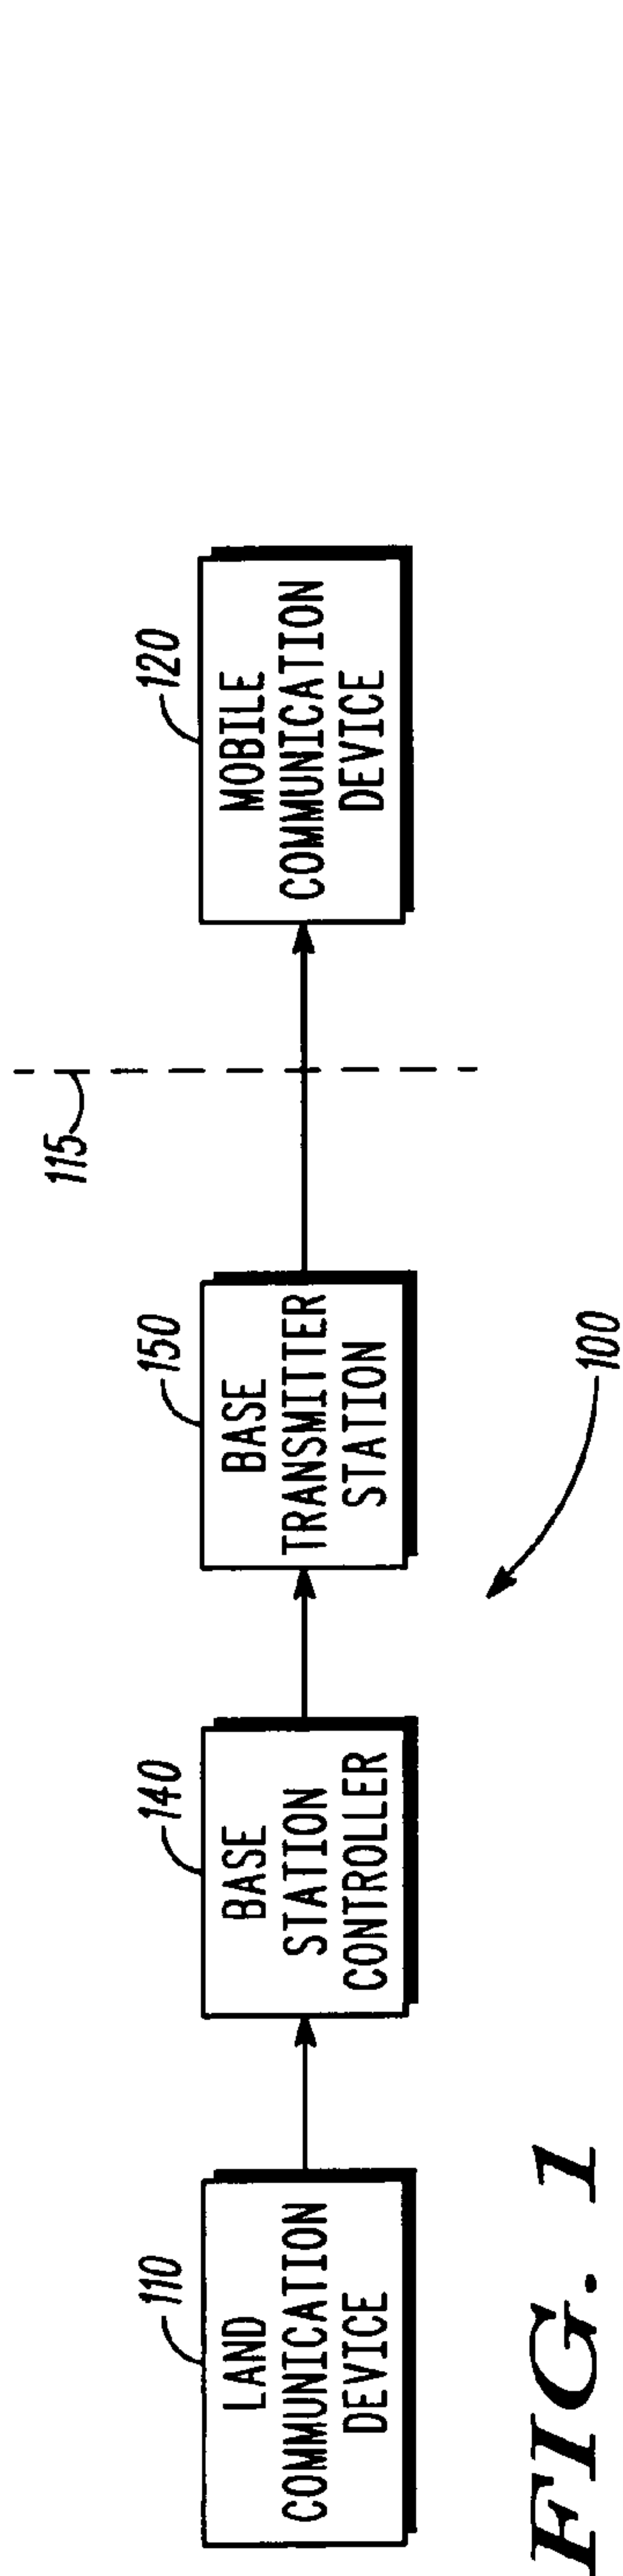 115
110
140
150
120
LAND
COMMUNICATION
DEVICE
BASE
STATION
CONTROLLER
BASE
TRANSMITTER
STATION
MOBILE
COMMUNICATION
DEVICE
100
FIG. 1